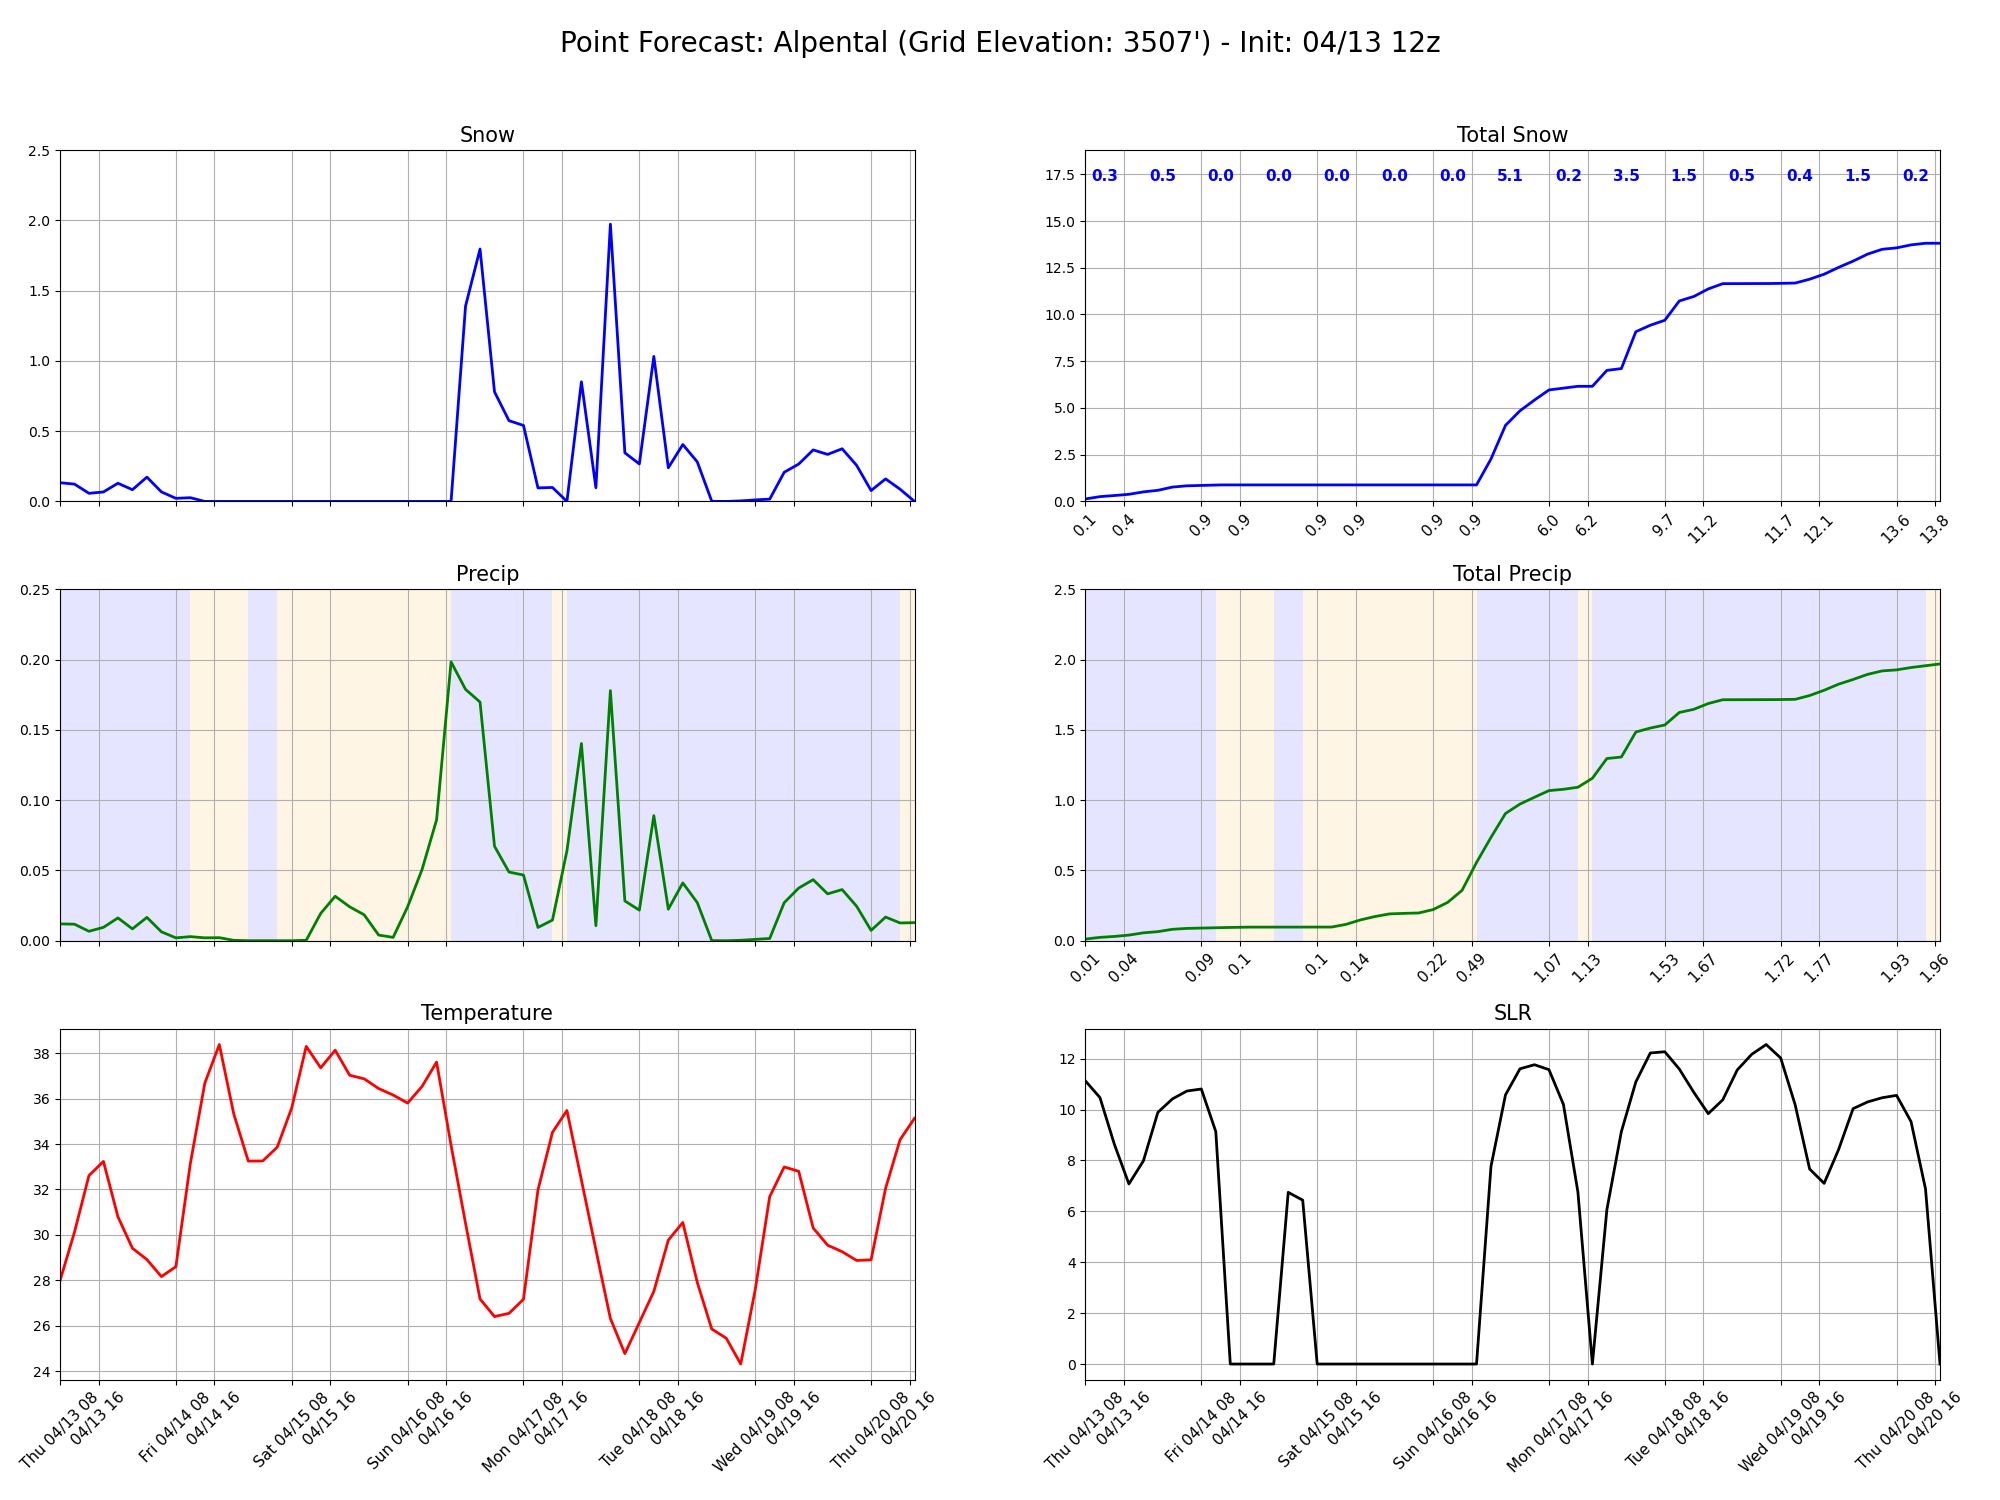 Point Forecast: Alpental (Grid Elevation: 3507') - Init: 04/13 12z
Snow
2.5
2.0
1.5
1.0
0.5
0.0
Total Snow
17.5
15.0
12.5
10.0
7.5
5.0
2.5
0.0
0.3 0.5 0.0 0.0 0.0 0.0 0.0 5.1 0.2 3.5 1.5 0.5 0.4 1.5 0.2
0.1 0.4 0.9 0.9 0.9 0.9 0.9 0.9 6.0 6.2 9.7 11.2 11.7 12.1 13.6 13.8
Precip
0.25
0.20
0.15
0.10
0.05
0.00
Total Precip
2.5
2.0
1.5
1.0
0.5
0.0
0.01 0.04 0.09 0.1 0.1 0.14 0.22 0.49 1.07 1.13 1.53 1.67 1.72 1.77 1.93 1.96
Temperature
38
36
34
32
30
28
26
24
Thu 04/13 08
04/13 16
Fri 04/14 08
04/14 16
Sat 04/15 08
04/15 16
Sun 04/16 08
04/16 16
Mon 04/17 08
04/17 16
Tue 04/18 08
04/18 16
Wed 04/19 08
04/19 16
Thu 04/20 08
04/20 16
SLR
12
10
8
6
4
2
0
Thu 04/13 08
04/13 16
Fri 04/14 08
04/14 16
Sat 04/15 08
04/15 16
Sun 04/16 08
04/16 16
Mon 04/17 08
04/17 16
Tue 04/18 08
04/18 16
Wed 04/19 08
04/19 16
Thu 04/20 08
04/20 16